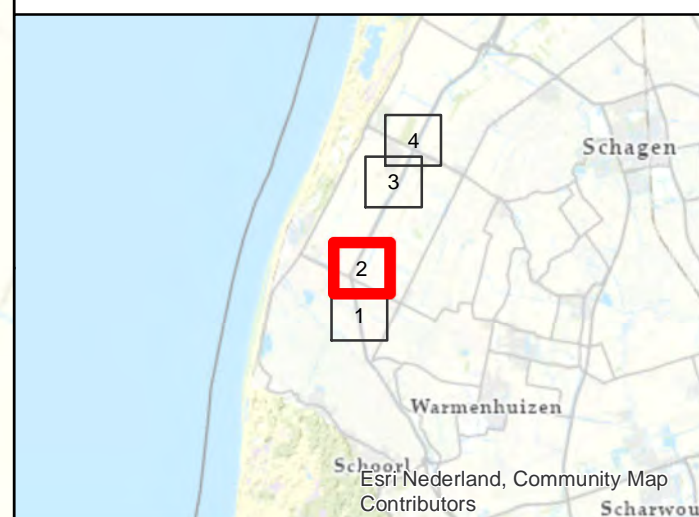 4
Schagen
3
2
1
Warmenhuizen
Schoorl
Esri Nederland, Community Map
Contributors
Scharwou